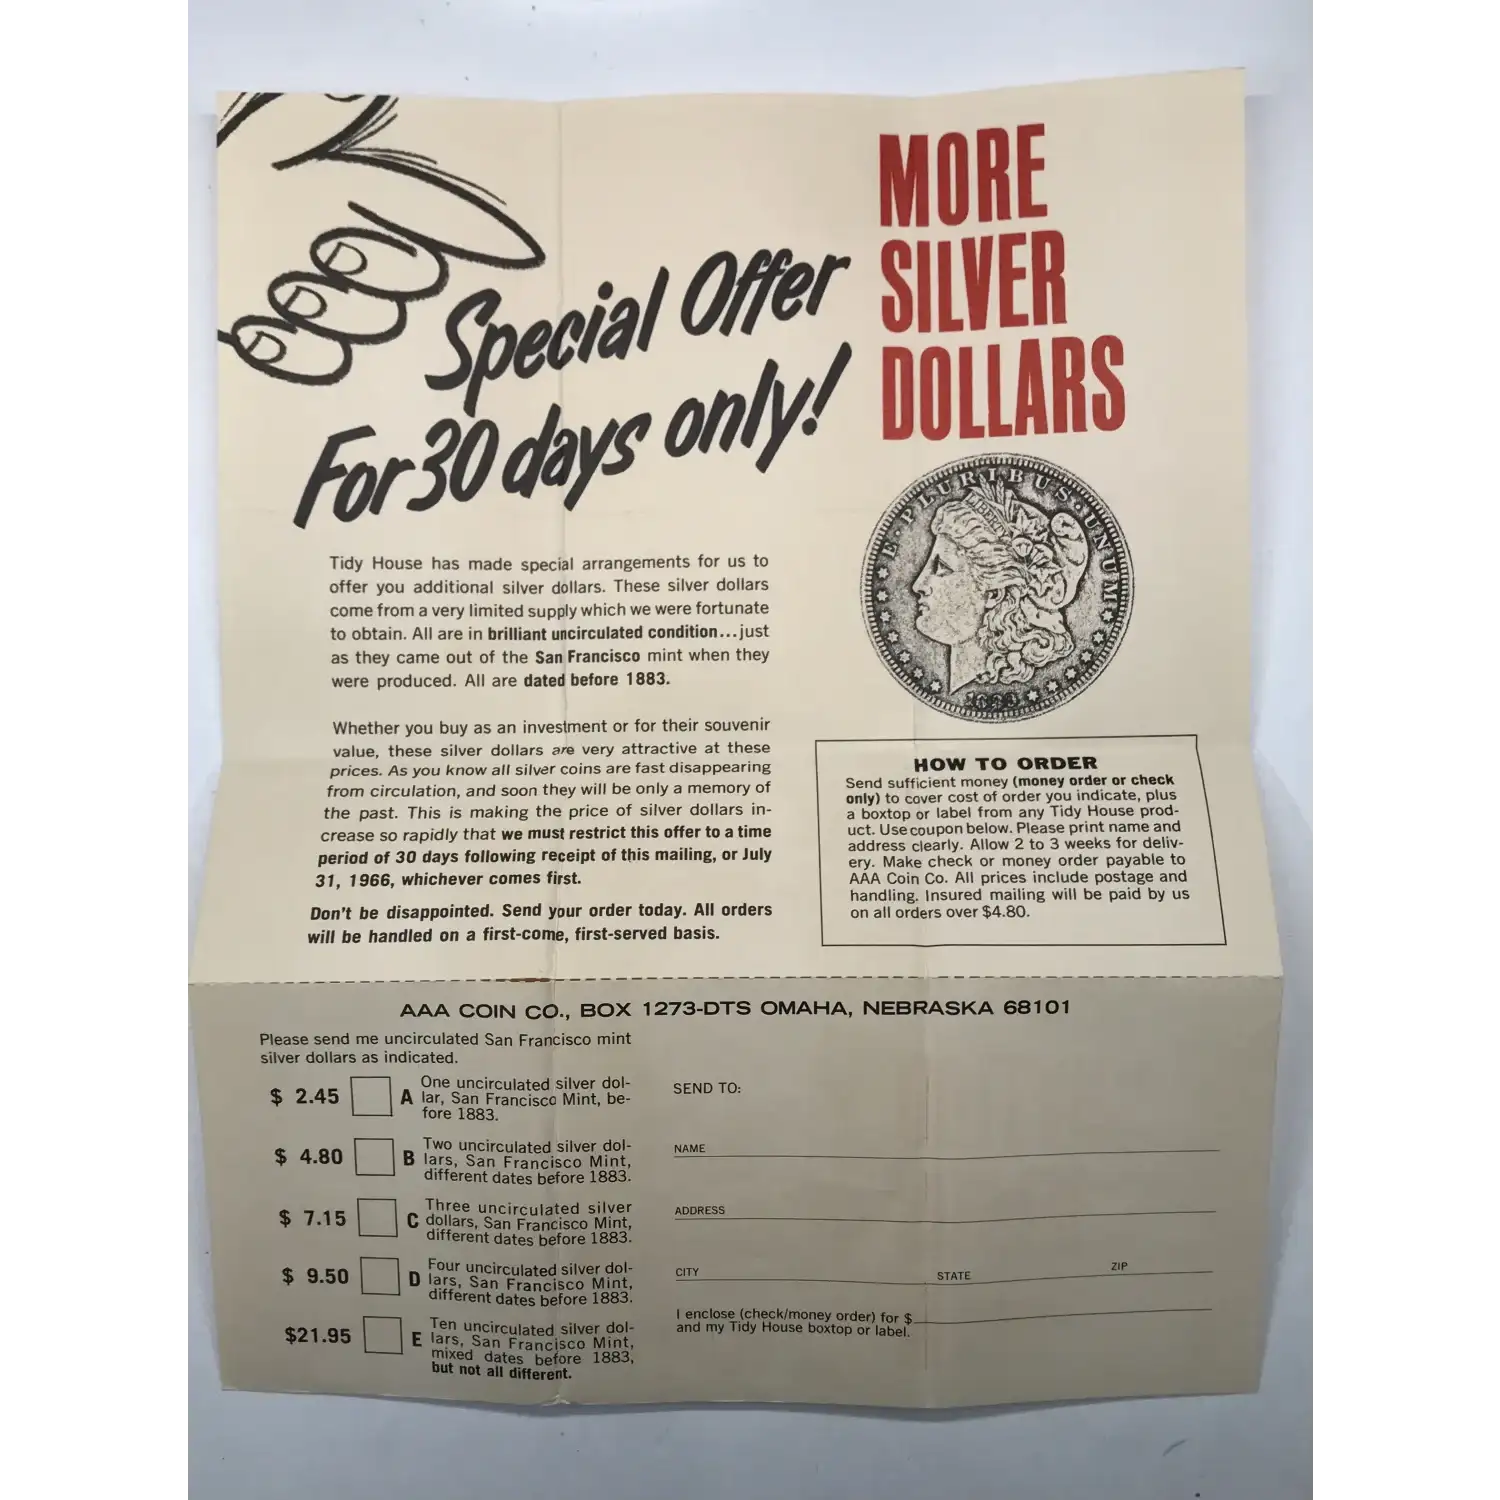 MORE
SILVER
DOLLARS
Special Offer
For 30 days only!
E · PLURIBUS · UNUM
LIBERTY
Tidy House has made special arrangements for us to
offer you additional silver dollars. These silver dollars
come from a very limited supply which we were fortunate
to obtain. All are in brilliant uncirculated condition...just
as they came out of the San Francisco mint when they
were produced. All are dated before 1883.
Whether you buy as an investment or for their souvenir
value, these silver dollars are very attractive at these
prices. As you know all silver coins are fast disappearing
from circulation, and soon they will be only a memory of
the past. This is making the price of silver dollars in-
crease so rapidly that we must restrict this offer to a time
period of 30 days following receipt of this mailing, or July
31, 1966, whichever comes first.
Don't be disappointed. Send your order today. All orders
will be handled on a first-come, first-served basis.
HOW TO ORDER
Send sufficient money (money order or check
only) to cover cost of order you indicate, plus
a boxtop or label from any Tidy House prod-
uct. Use coupon below. Please print name and
address clearly. Allow 2 to 3 weeks for deliv-
ery. Make check or money order payable to
AAA Coin Co. All prices include postage and
handling. Insured mailing will be paid by us
on all orders over $4.80.
AAA COIN CO., BOX 1273-DTS OMAHA, NEBRASKA 68101
Please send me uncirculated San Francisco mint
silver dollars as indicated.
$ 2.45 A One uncirculated silver dol-
lar, San Francisco Mint, be-
fore 1883.
$ 4.80 B Two uncirculated silver dol-
lars, San Francisco Mint,
different dates before 1883.
$ 7.15 C Three uncirculated silver
dollars, San Francisco Mint,
different dates before 1883.
$ 9.50 D Four uncirculated silver dol-
lars, San Francisco Mint,
different dates before 1883.
$21.95 E Ten uncirculated silver dol-
lars, San Francisco Mint,
mixed dates before 1883,
but not all different.
SEND TO:
NAME
ADDRESS
CITY STATE ZIP
I enclose (check/money order) for $
and my Tidy House boxtop or label.